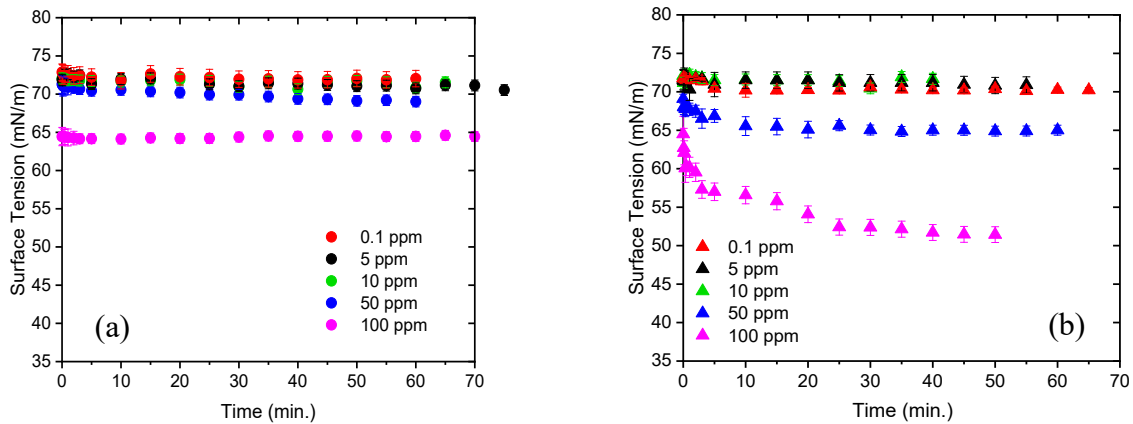 80
75
70
65
60
55
50
45
40
35
Surface Tension (mN/m)
0.1 ppm
5 ppm
10 ppm
50 ppm
100 ppm
(a)
0 10 20 30 40 50 60 70
Time (min.)
80
75
70
65
60
55
50
45
40
35
Surface Tension (mN/m)
0.1 ppm
5 ppm
10 ppm
50 ppm
100 ppm
(b)
0 10 20 30 40 50 60 70
Time (min.)